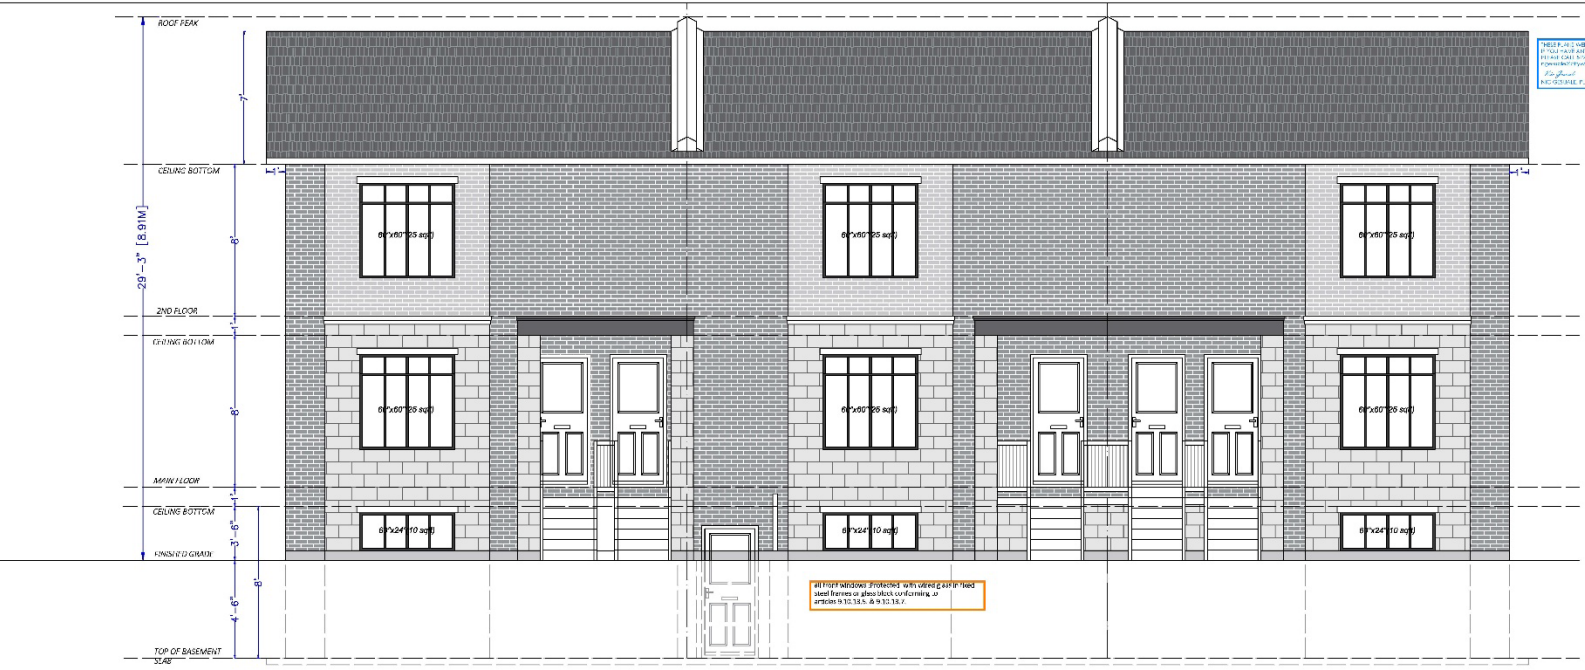 ROOF PEAK
7'
CEILING BOTTOM
1'
1'
29'-3" [8.91M]
8'
60"x60" (25 sqft)
60"x60" (25 sqft)
60"x60" (25 sqft)
2ND FLOOR
1'
CEILING BOTTOM
8'
60"x60" (25 sqft)
60"x60" (25 sqft)
60"x60" (25 sqft)
MAIN FLOOR
1'
CEILING BOTTOM
3'-6"
60"x24" (10 sqft)
60"x24" (10 sqft)
60"x24" (10 sqft)
FINISHED GRADE
8'
4'-6"
all front windows Protected with wired glass in fixed
steel frames or glass block conforming to
articles 9.10.13.5. & 9.10.13.7.
TOP OF BASEMENT
SLAB